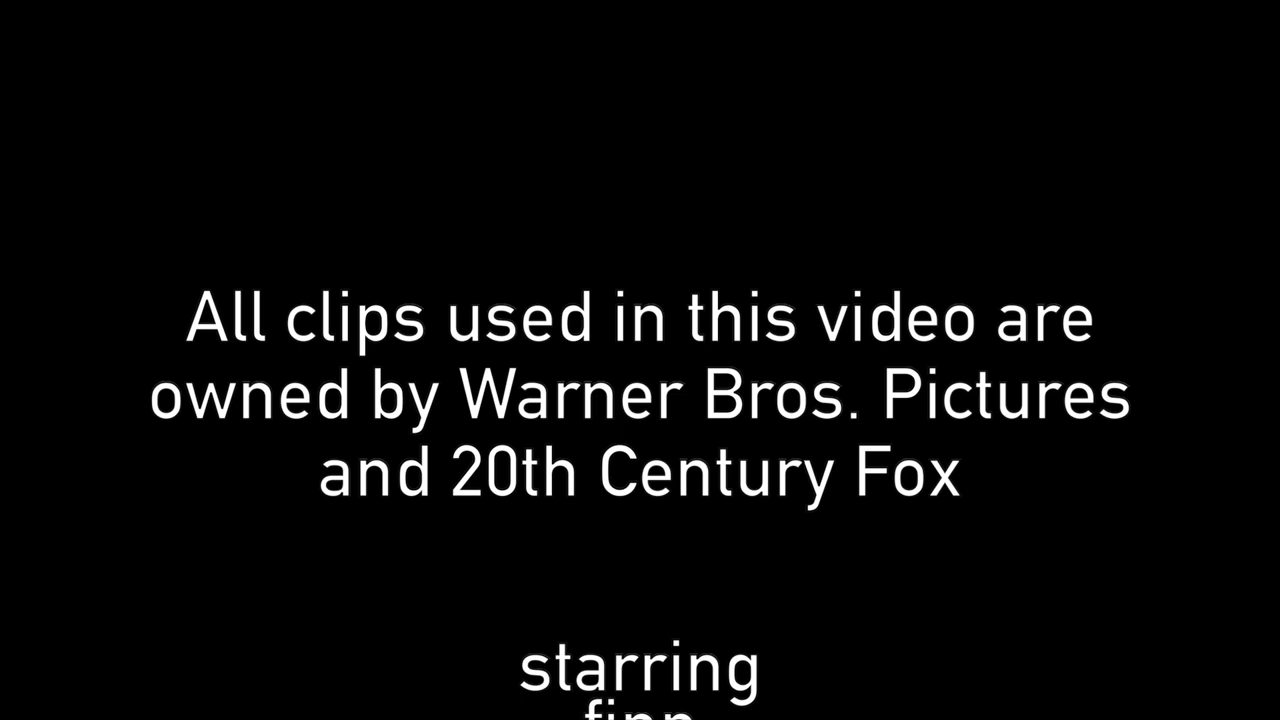 All clips used in this video are
owned by Warner Bros. Pictures
and 20th Century Fox
starring